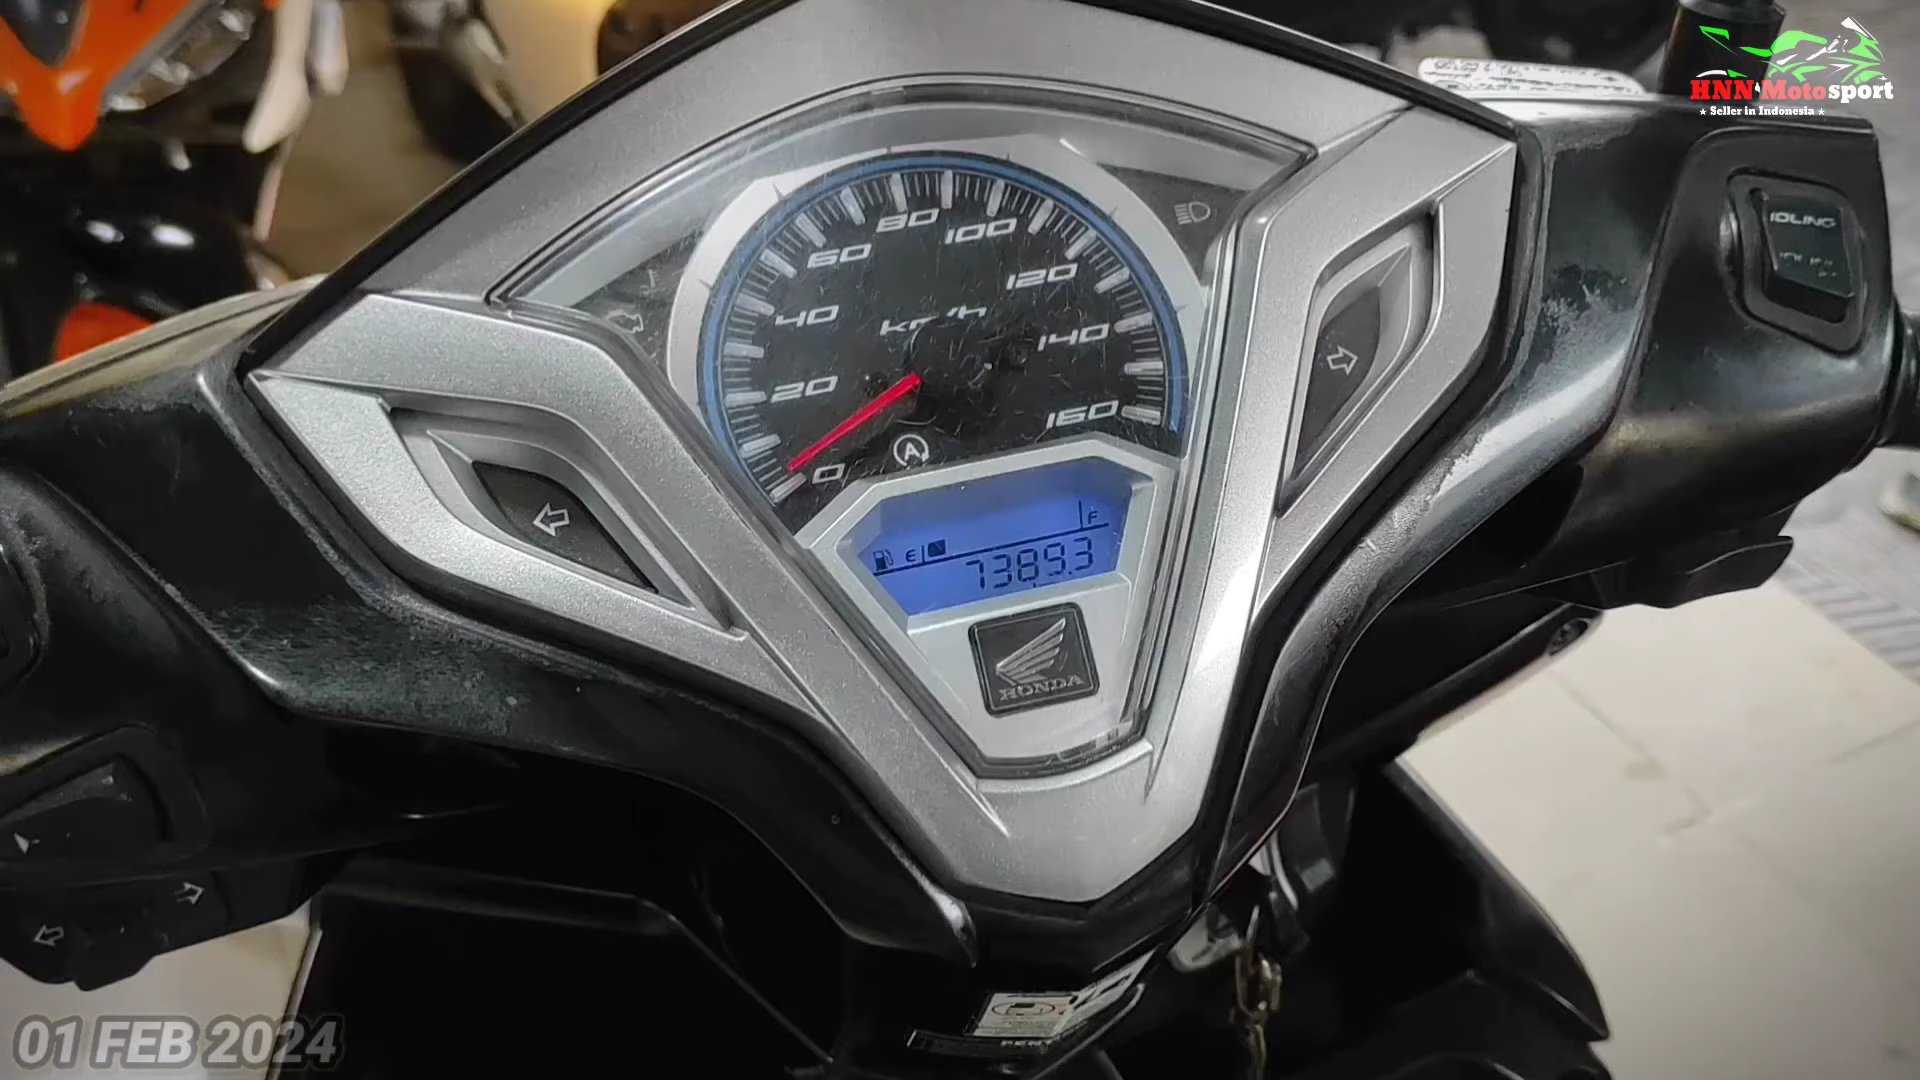 HNN Motosport
★ Seller in Indonesia ★
IDLING
80
100
60
120
40
km/h
140
20
160
A
0
F
E
7389.3
HONDA
PENT
01 FEB 2024